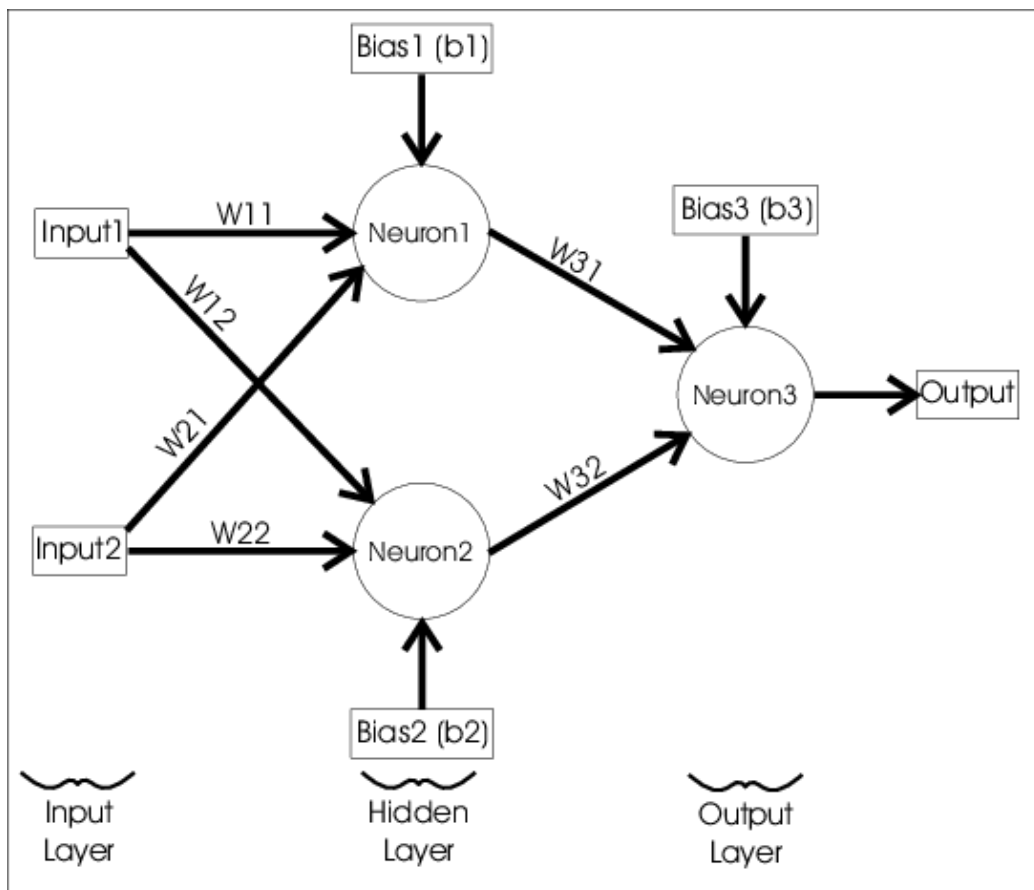 Bias1 (b1)
Input1
W11
Neuron1
Bias3 (b3)
W12
W31
W21
Neuron3
Output
Input2
W22
Neuron2
W32
Bias2 (b2)
Input
Layer
Hidden
Layer
Output
Layer